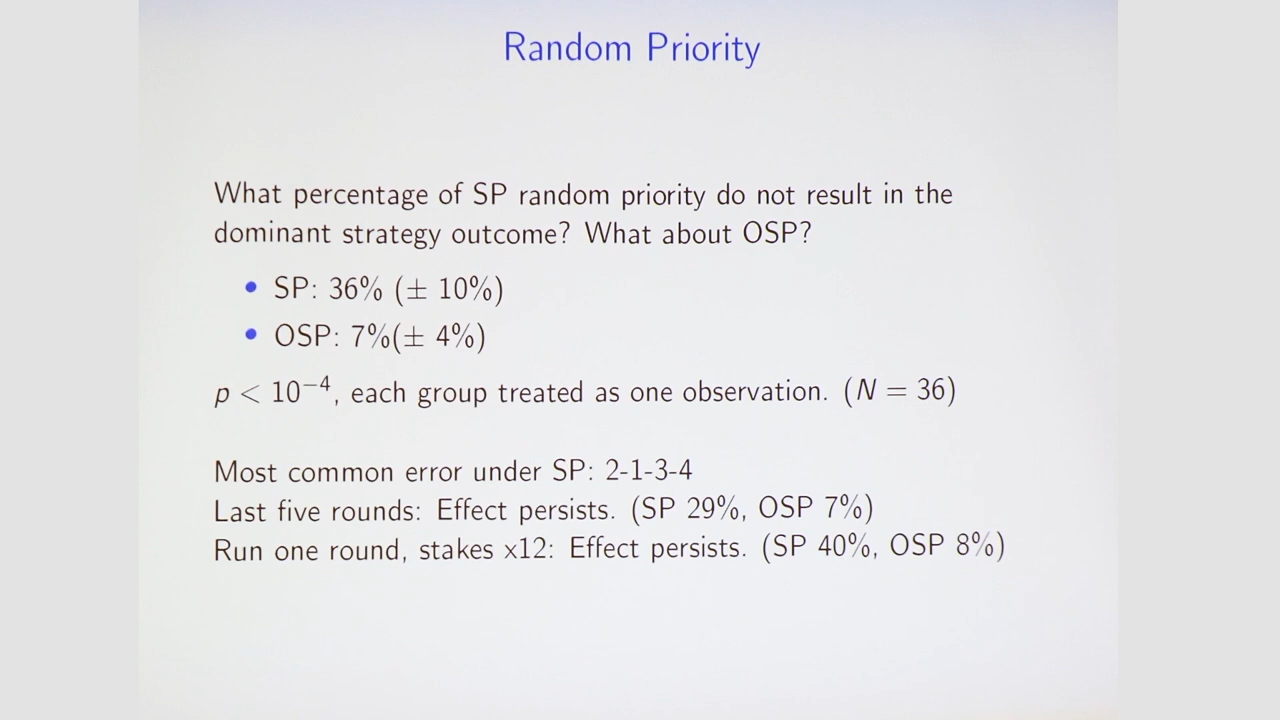 Random Priority
What percentage of SP random priority do not result in the
dominant strategy outcome? What about OSP?
• SP: 36% (± 10%)
• OSP: 7%(± 4%)
p < 10⁻⁴, each group treated as one observation. (N = 36)
Most common error under SP: 2-1-3-4
Last five rounds: Effect persists. (SP 29%, OSP 7%)
Run one round, stakes x12: Effect persists. (SP 40%, OSP 8%)